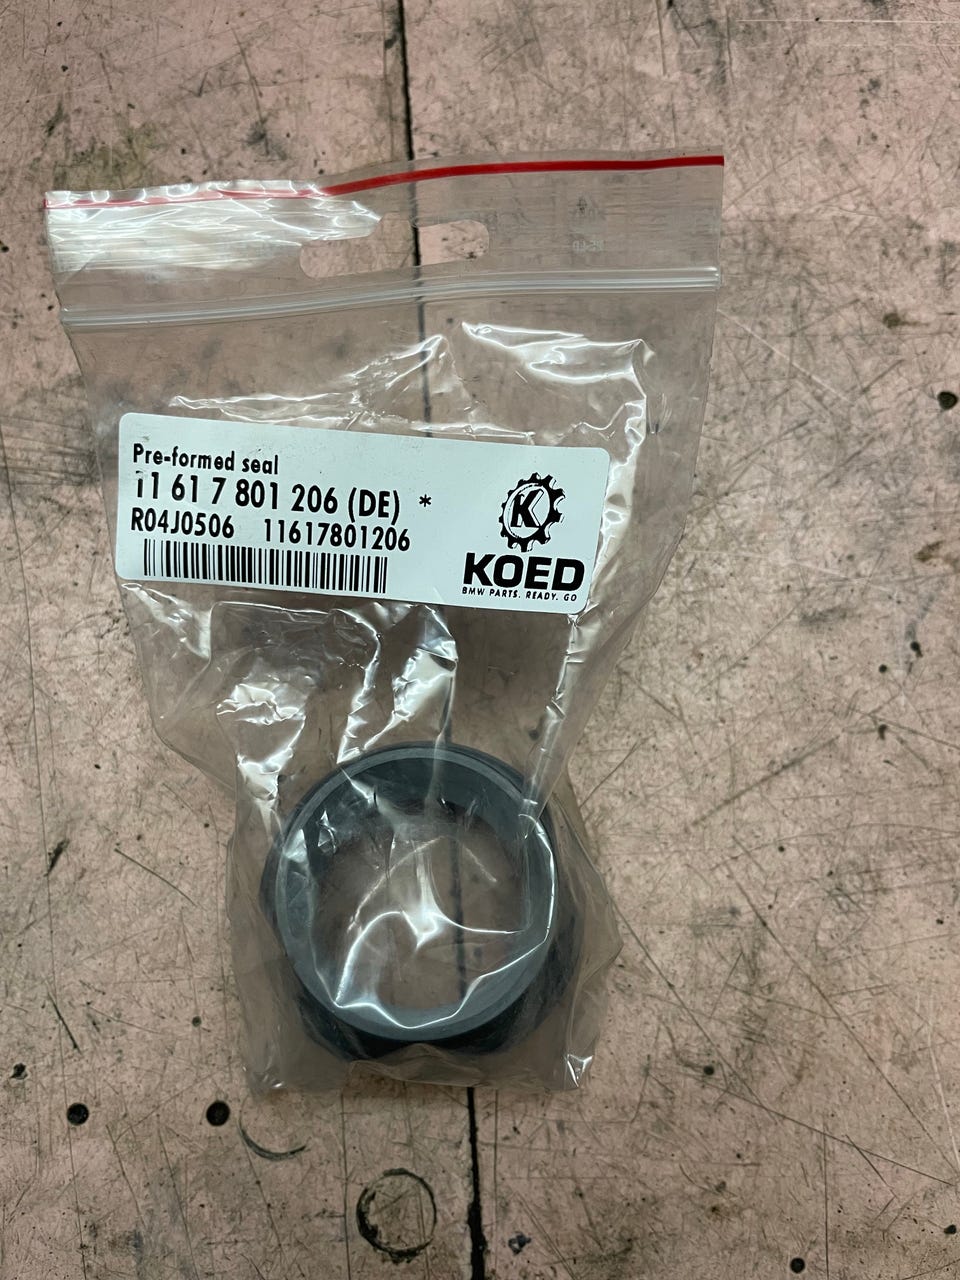 Pre-formed seal
11 61 7 801 206 (DE) *
R04J0506 11617801206
K
KOED
BMW PARTS. READY. GO